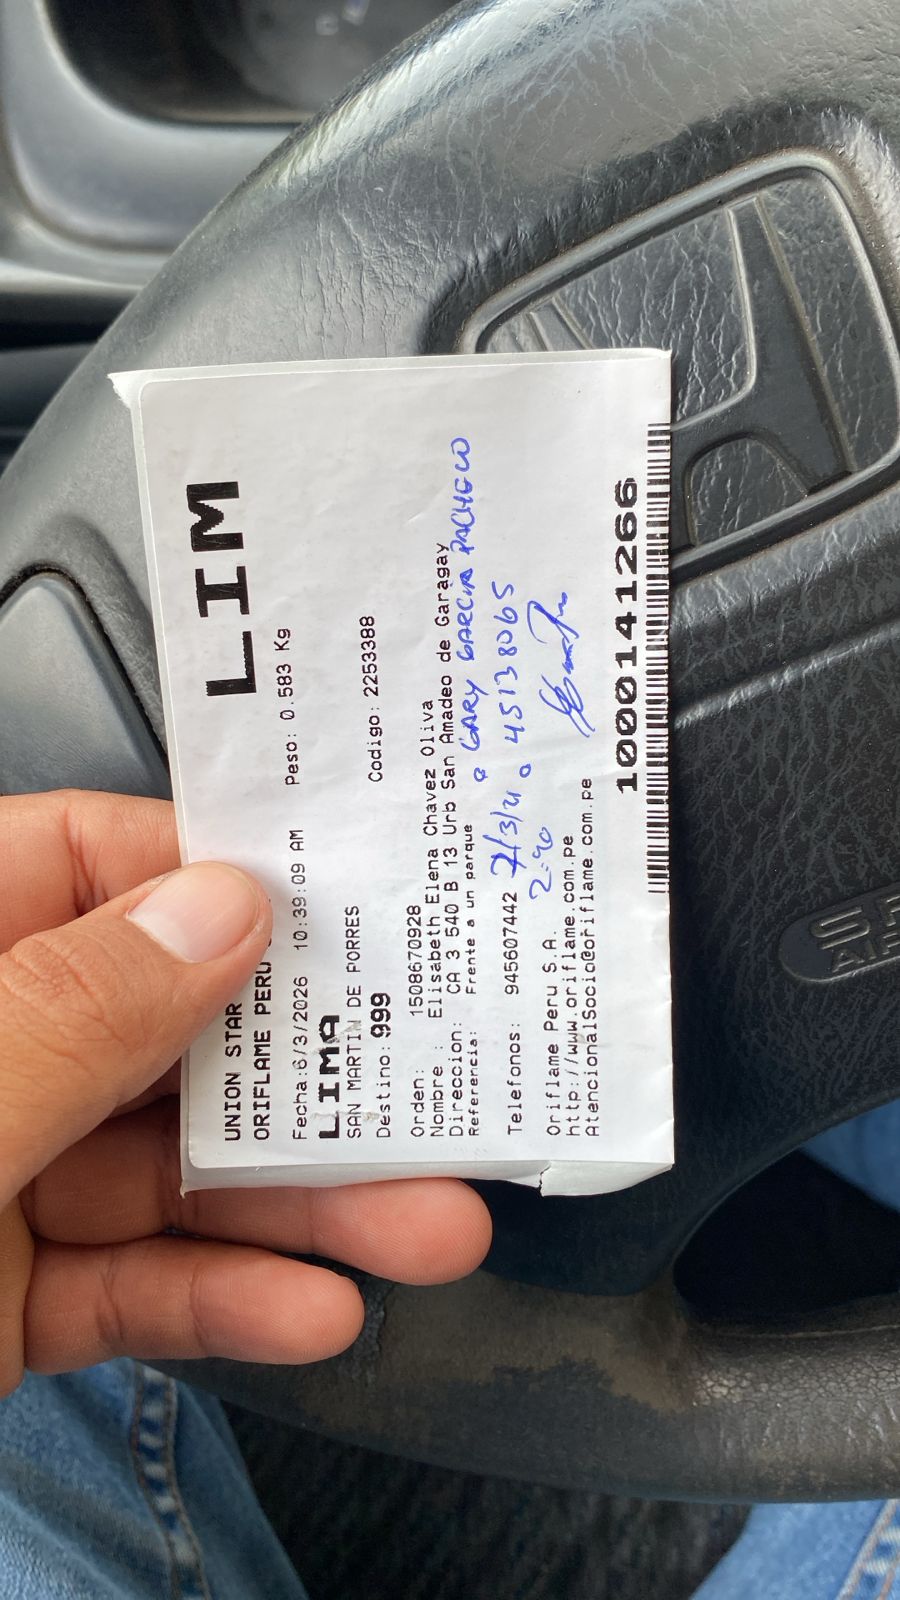 UNION STAR
ORIFLAME PERU
LIM
Fecha:6/3/2026 10:39:09 AM Peso: 0.583 Kg
LIMA
SAN MARTIN DE PORRES
Destino: 999 Codigo: 2253388
Orden: 1508670928
Nombre : Elisabeth Elena Chavez Oliva
Direccion: CA 3 540 B 13 Urb San Amadeo de Garagay
Referencia: Frente a un parque
GARY GARCIA PACHECO
Telefonos: 945607442
45138065
2:40
Oriflame Peru S.A.
http://www.oriflame.com.pe
AtencionalSocio@oriflame.com.pe
1000141266